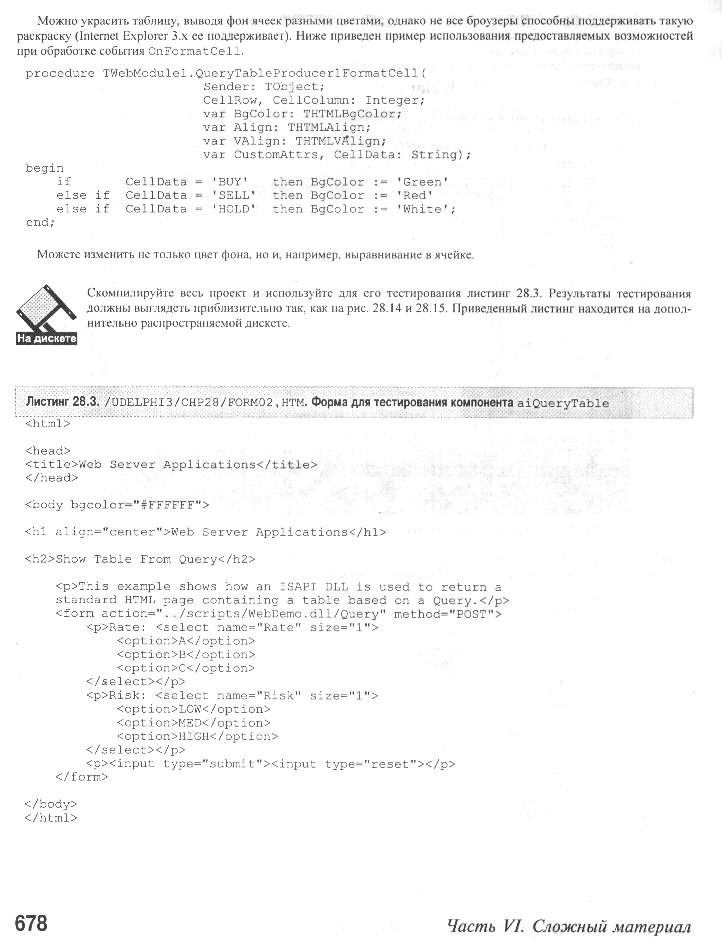 Можно украсить таблицу, выводя фон ячеек разными цветами, однако не все броузеры способны поддерживать такую
раскраску (Internet Explorer 3.x ее поддерживает). Ниже приведен пример использования предоставляемых возможностей
при обработке события OnFormatCell.
procedure TWebModule1.QueryTableProducer1FormatCell(
Sender: TObject;
CellRow, CellColumn: Integer;
var BgColor: THTMLBgColor;
var Align: THTMLAlign;
var VAlign: THTMLVAlign;
var CustomAttrs, CellData: String);
begin
if CellData = 'BUY' then BgColor := 'Green'
else if CellData = 'SELL' then BgColor := 'Red'
else if CellData = 'HOLD' then BgColor := 'White';
end;
Можете изменить не только цвет фона, но и, например, выравнивание в ячейке.
На дискете
Скомпилируйте весь проект и используйте для его тестирования листинг 28.3. Результаты тестирования
должны выглядеть приблизительно так, как на рис. 28.14 и 28.15. Приведенный листинг находится на допол-
нительно распространяемой дискете.
Листинг 28.3. /UDELPHI3/CHP28/FORM02,HTM. Форма для тестирования компонента aiQueryTable
<html>
<head>
<title>Web Server Applications</title>
</head>
<body bgcolor="#FFFFFF">
<h1 align="center">Web Server Applications</h1>
<h2>Show Table From Query</h2>
<p>This example shows how an ISAPI DLL is used to return a
standard HTML page containing a table based on a Query.</p>
<form action="../scripts/WebDemo.dll/Query" method="POST">
<p>Rate: <select name="Rate" size="1">
<option>A</option>
<option>B</option>
<option>C</option>
</select></p>
<p>Risk: <select name="Risk" size="1">
<option>LOW</option>
<option>MED</option>
<option>HIGH</option>
</select></p>
<p><input type="submit"><input type="reset"></p>
</form>
</body>
</html>
678
Часть VI. Сложный материал